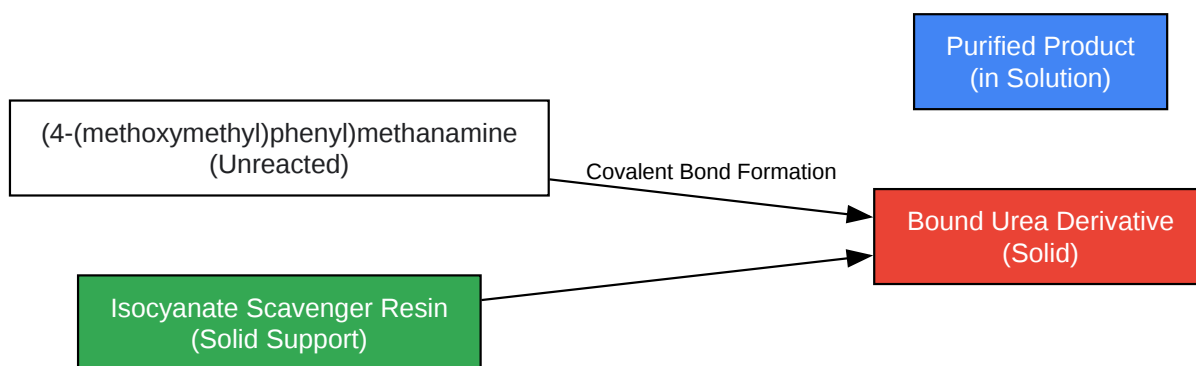 Purified Product
(in Solution)
(4-(methoxymethyl)phenyl)methanamine
(Unreacted)
Covalent Bond Formation
Bound Urea Derivative
(Solid)
Isocyanate Scavenger Resin
(Solid Support)